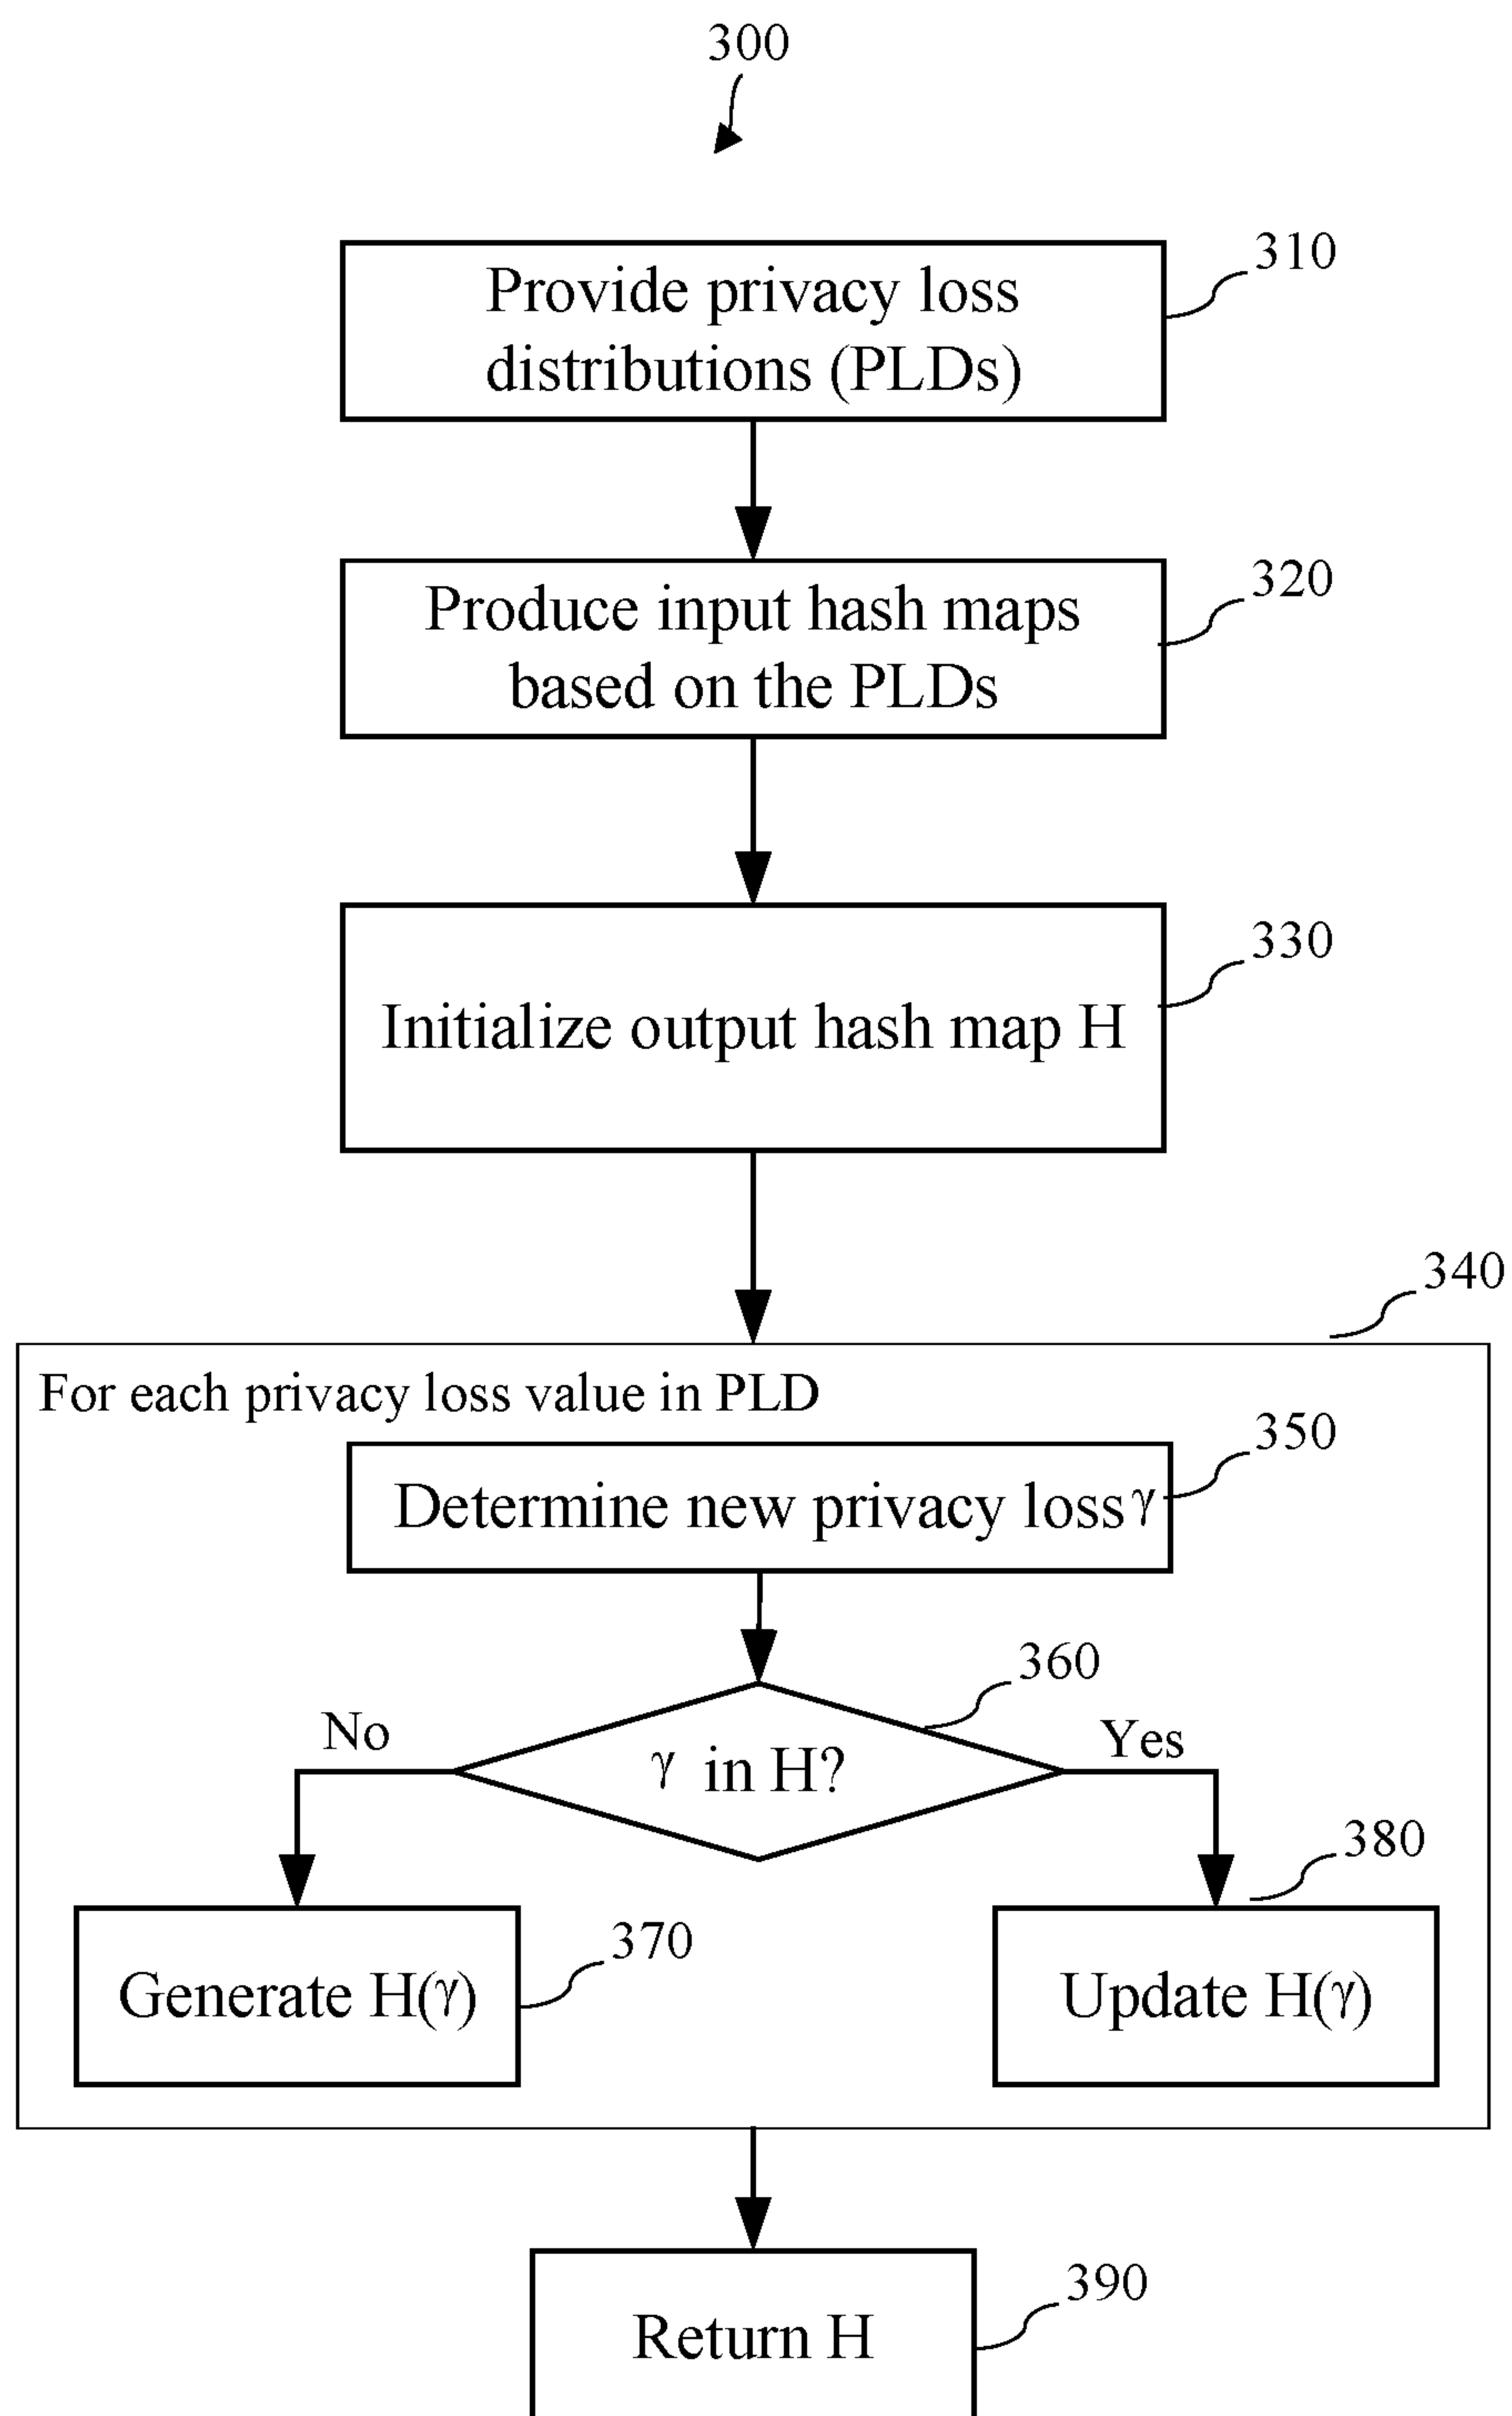 300
310
Provide privacy loss
distributions (PLDs)
320
Produce input hash maps
based on the PLDs
330
Initialize output hash map H
340
For each privacy loss value in PLD
350
Determine new privacy loss γ
360
No
γ in H?
Yes
380
370
Generate H(γ)
Update H(γ)
390
Return H